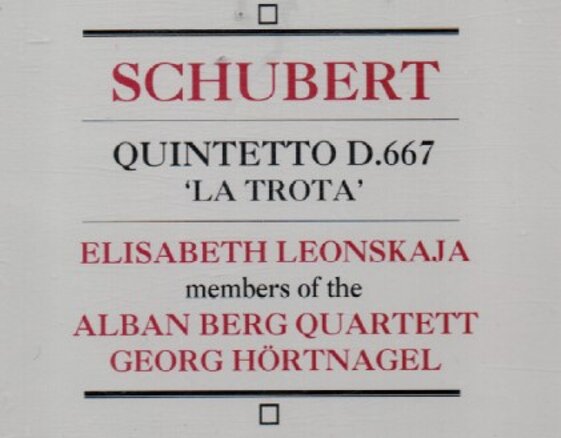 SCHUBERT
QUINTETTO D.667
‘LA TROTA’
ELISABETH LEONSKAJA
members of the
ALBAN BERG QUARTETT
GEORG HÖRTNAGEL